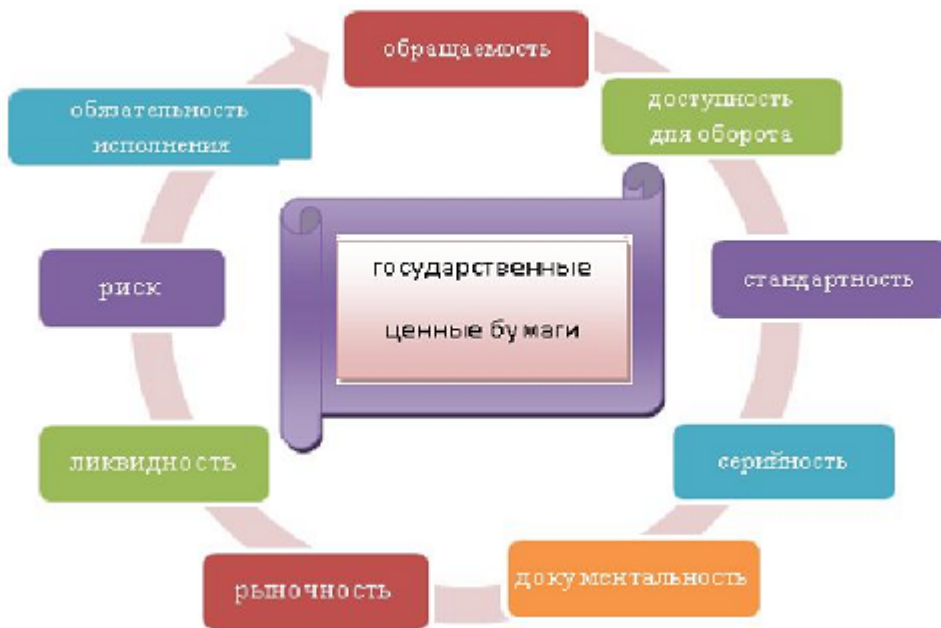 обращаемость
доступность
для оборота
стандартность
серийность
документальность
рыночность
ликвидность
риск
обязательность
исполнения
государственные
ценные бумаги